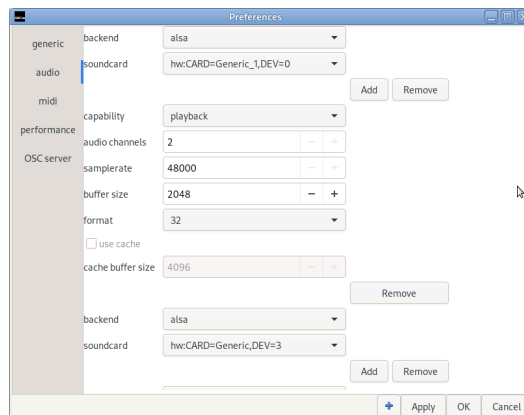 Preferences
generic
audio
midi
performance
OSC server
backend alsa
soundcard hw:CARD=Generic_1,DEV=0
Add Remove
capability playback
audio channels 2
samplerate 48000
buffer size 2048
format 32
use cache
cache buffer size 4096
Remove
backend alsa
soundcard hw:CARD=Generic,DEV=3
Add Remove
Apply OK Cancel